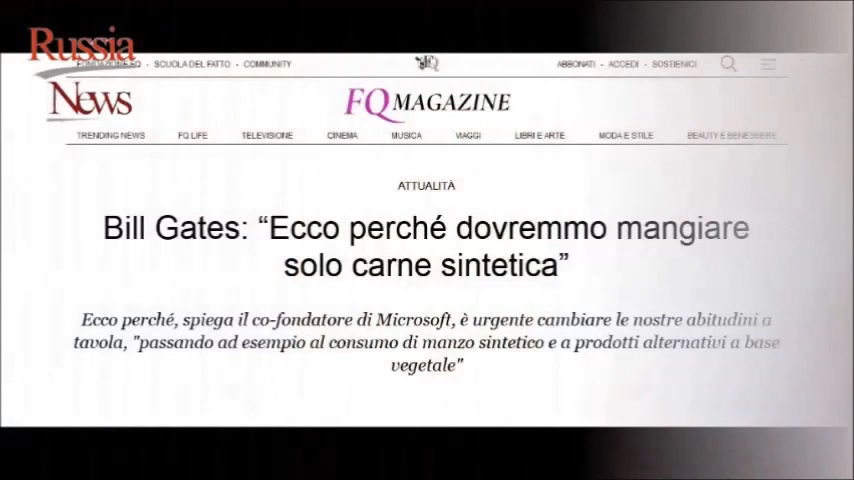 Russia
News
FONDAZIONE FQ - SCUOLA DEL FATTO - COMMUNITY
FQ
ABBONATI - ACCEDI - SOSTIENICI
FQ MAGAZINE
TRENDING NEWS FQ LIFE TELEVISIONE CINEMA MUSICA VIAGGI LIBRI E ARTE MODA E STILE BEAUTY E BENESSERE
ATTUALITÀ
Bill Gates: “Ecco perché dovremmo mangiare
solo carne sintetica”
Ecco perché, spiega il co-fondatore di Microsoft, è urgente cambiare le nostre abitudini a
tavola, "passando ad esempio al consumo di manzo sintetico e a prodotti alternativi a base
vegetale"